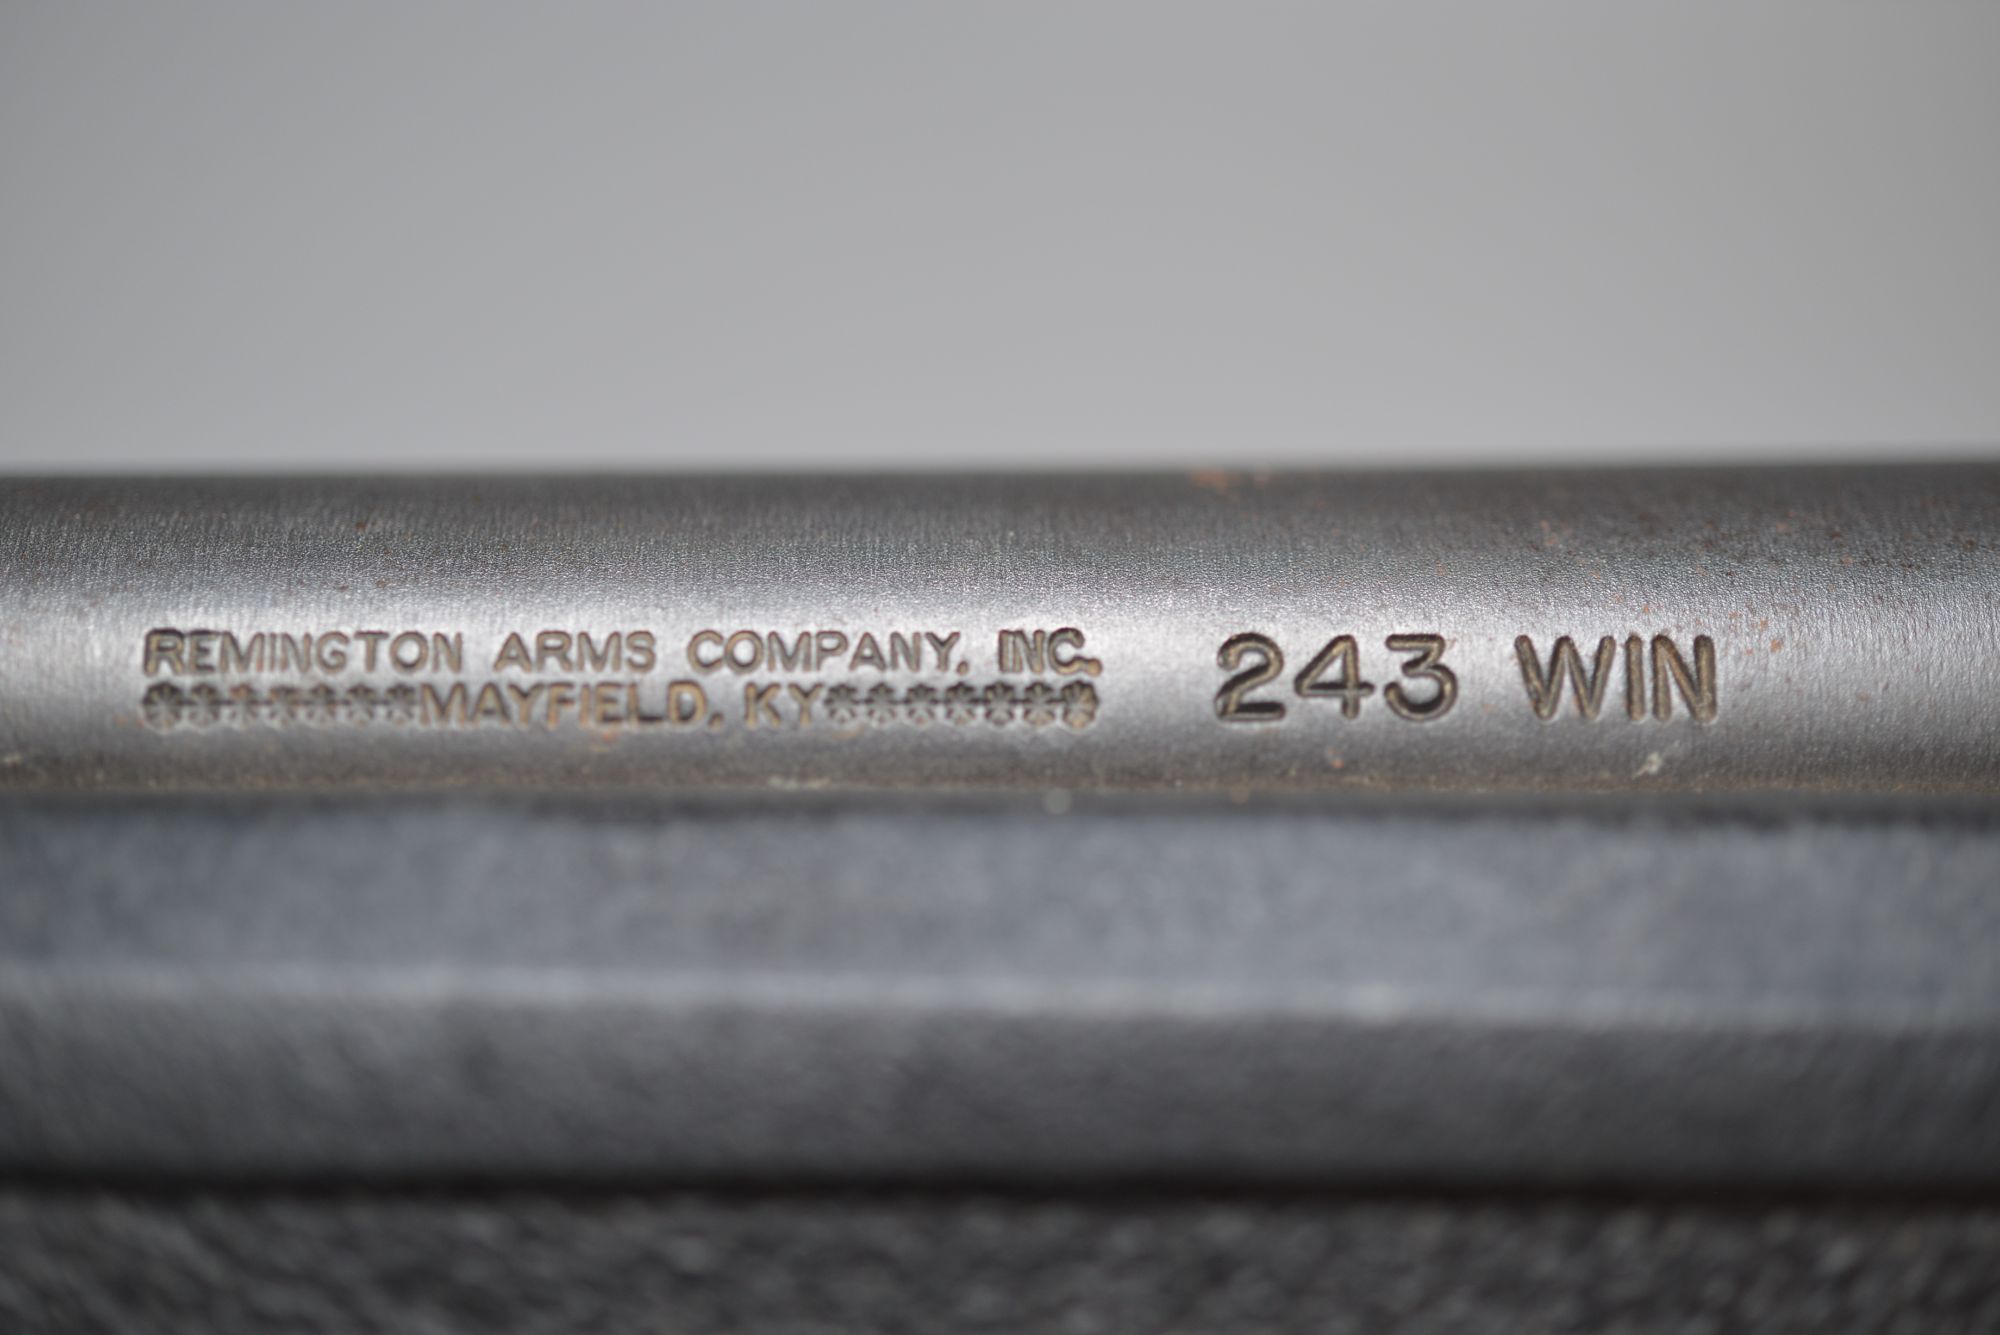 REMINGTON ARMS COMPANY, INC.
*******MAYFIELD, KY*******
243 WIN